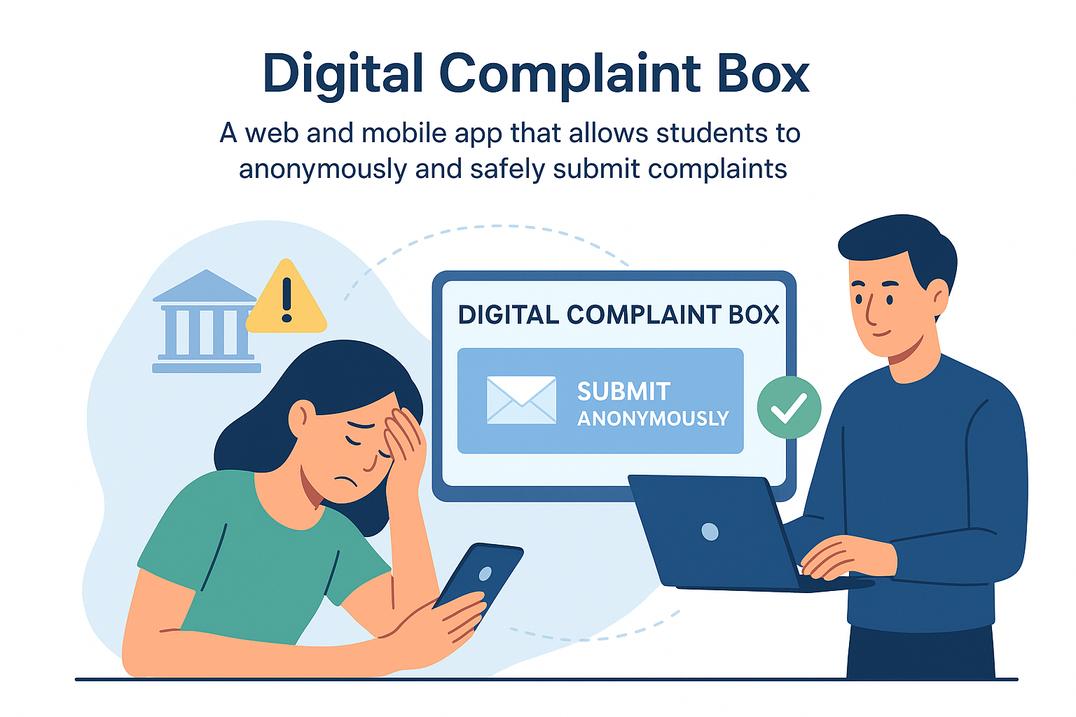 Digital Complaint Box
A web and mobile app that allows students to
anonymously and safely submit complaints
DIGITAL COMPLAINT BOX
SUBMIT
ANONYMOUSLY